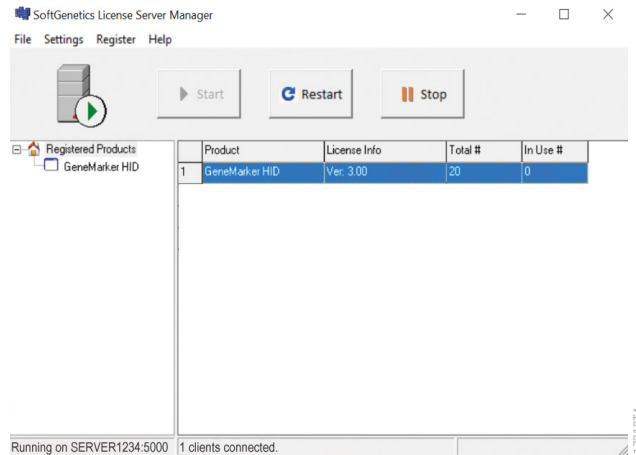 SoftGenetics License Server Manager
File Settings Register Help
Start Restart Stop
Registered Products
GeneMarker HID
Product License Info Total # In Use #
1 GeneMarker HID Ver: 3.00 20 0
Running on SERVER1234:5000 1 clients connected.